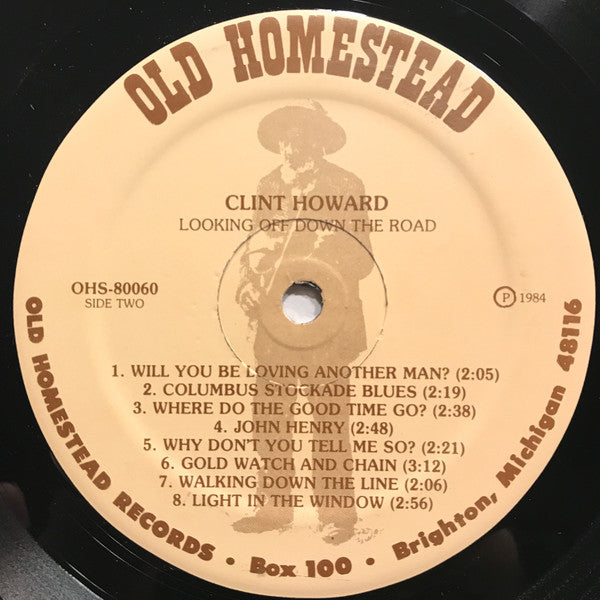 OLD HOMESTEAD
CLINT HOWARD
LOOKING OFF DOWN THE ROAD
OHS-80060
SIDE TWO
Ⓟ 1984
1. WILL YOU BE LOVING ANOTHER MAN? (2:05)
2. COLUMBUS STOCKADE BLUES (2:19)
3. WHERE DO THE GOOD TIME GO? (2:38)
4. JOHN HENRY (2:48)
5. WHY DON'T YOU TELL ME SO? (2:21)
6. GOLD WATCH AND CHAIN (3:12)
7. WALKING DOWN THE LINE (2:06)
8. LIGHT IN THE WINDOW (2:56)
OLD HOMESTEAD RECORDS • Box 100 • Brighton, Michigan 48116